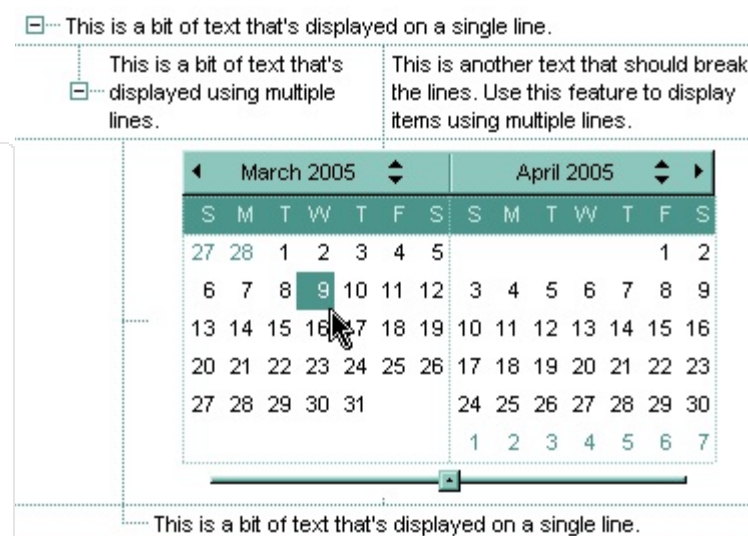 This is a bit of text that's displayed on a single line.
This is a bit of text that's
displayed using multiple
lines.
This is another text that should break
the lines. Use this feature to display
items using multiple lines.
March 2005 April 2005
S M T W T F S S M T W T F S
27 28 1 2 3 4 5 1 2
6 7 8 9 10 11 12 3 4 5 6 7 8 9
13 14 15 16 17 18 19 10 11 12 13 14 15 16
20 21 22 23 24 25 26 17 18 19 20 21 22 23
27 28 29 30 31 24 25 26 27 28 29 30
1 2 3 4 5 6 7
This is a bit of text that's displayed on a single line.